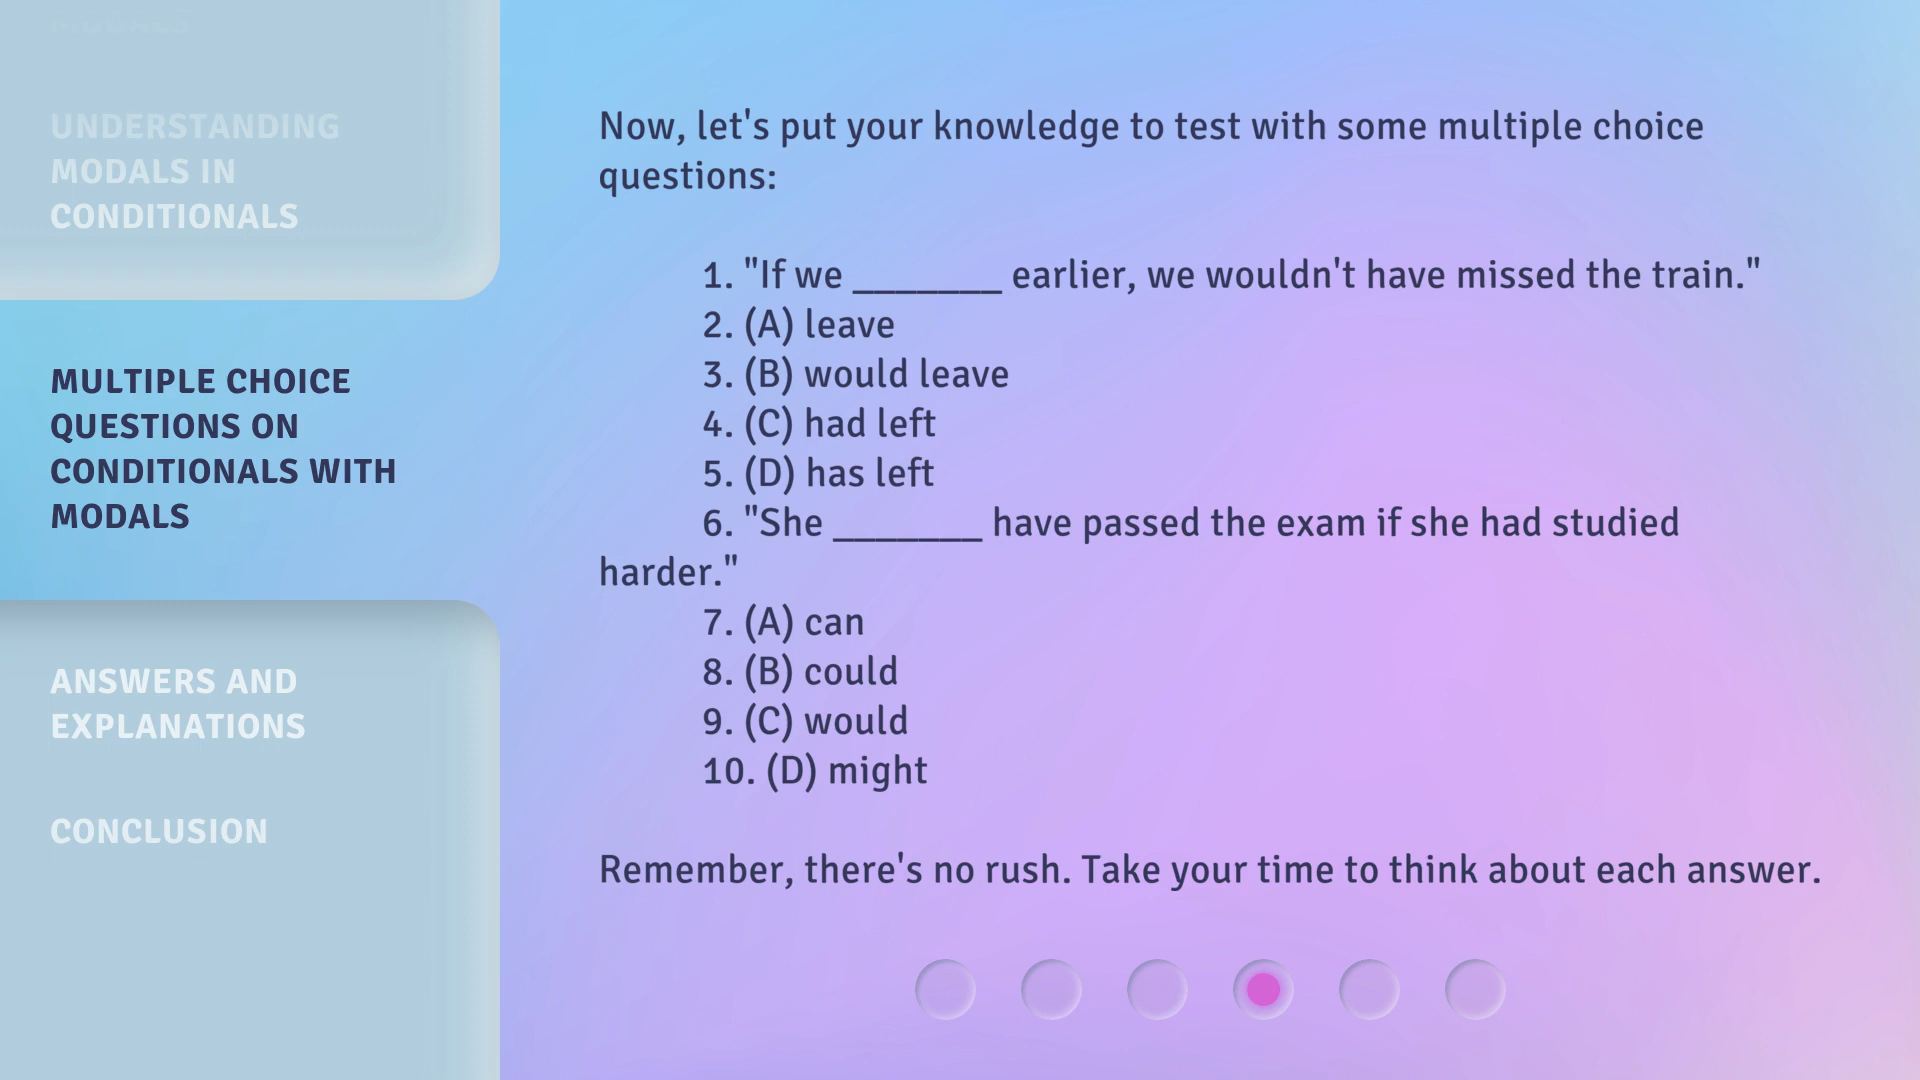 UNDERSTANDING
MODALS IN
CONDITIONALS
MULTIPLE CHOICE
QUESTIONS ON
CONDITIONALS WITH
MODALS
ANSWERS AND
EXPLANATIONS
CONCLUSION
Now, let's put your knowledge to test with some multiple choice
questions:
1. "If we _______ earlier, we wouldn't have missed the train."
2. (A) leave
3. (B) would leave
4. (C) had left
5. (D) has left
6. "She _______ have passed the exam if she had studied
harder."
7. (A) can
8. (B) could
9. (C) would
10. (D) might
Remember, there's no rush. Take your time to think about each answer.